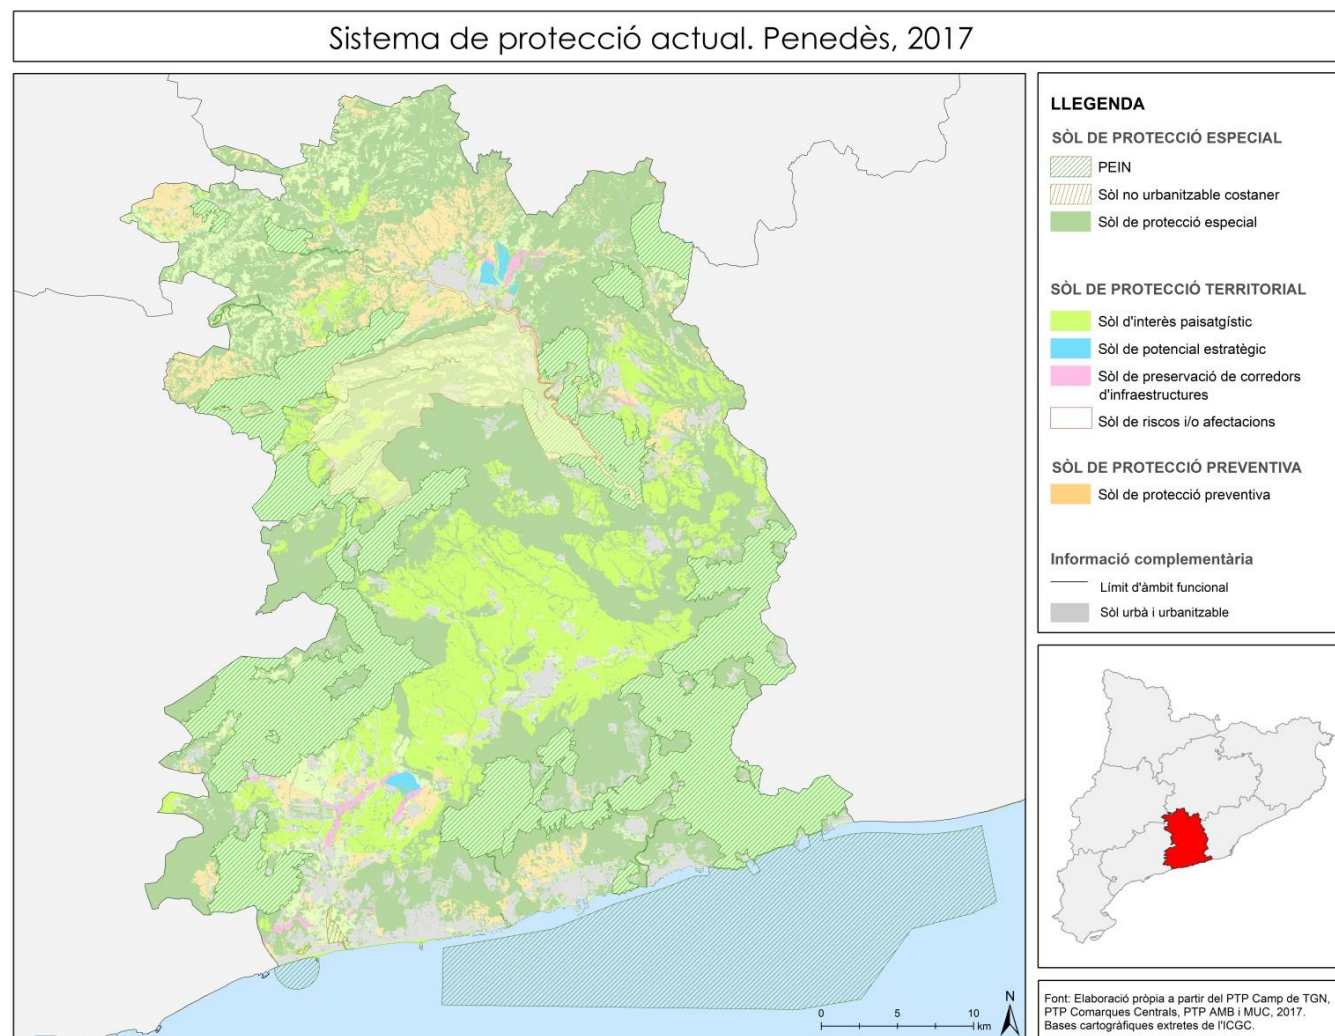 Sistema de protecció actual. Penedès, 2017
LLEGENDA
SÒL DE PROTECCIÓ ESPECIAL
PEIN
Sòl no urbanitzable costaner
Sòl de protecció especial
SÒL DE PROTECCIÓ TERRITORIAL
Sòl d'interès paisatgístic
Sòl de potencial estratègic
Sòl de preservació de corredors
d'infraestructures
Sòl de riscos i/o afectacions
SÒL DE PROTECCIÓ PREVENTIVA
Sòl de protecció preventiva
Informació complementària
Límit d'àmbit funcional
Sòl urbà i urbanitzable
0 5 10
km
N
Font: Elaboració pròpia a partir del PTP Camp de TGN,
PTP Comarques Centrals, PTP AMB i MUC, 2017.
Bases cartogràfiques extretes de l'ICGC.